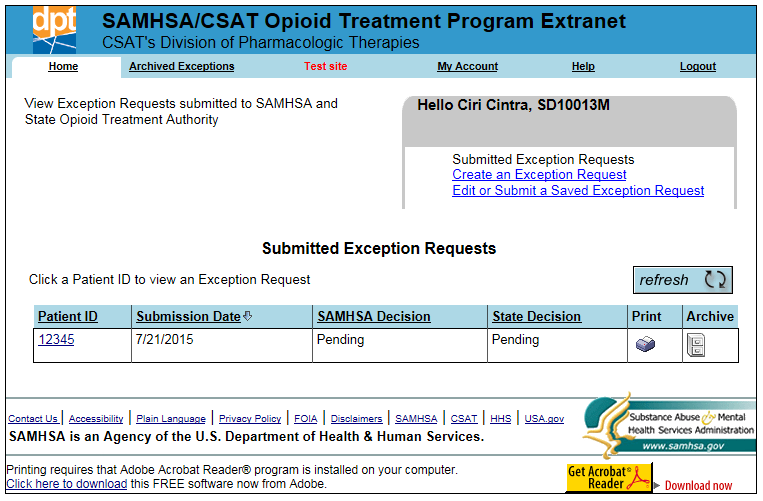 dpt
SAMHSA/CSAT Opioid Treatment Program Extranet
CSAT's Division of Pharmacologic Therapies
Home Archived Exceptions Test site My Account Help Logout
View Exception Requests submitted to SAMHSA and
State Opioid Treatment Authority
Hello Ciri Cintra, SD10013M
Submitted Exception Requests
Create an Exception Request
Edit or Submit a Saved Exception Request
Submitted Exception Requests
Click a Patient ID to view an Exception Request
refresh
Patient ID Submission Date SAMHSA Decision State Decision Print Archive
12345 7/21/2015 Pending Pending
Contact Us | Accessibility | Plain Language | Privacy Policy | FOIA | Disclaimers | SAMHSA | CSAT | HHS | USA.gov
SAMHSA is an Agency of the U.S. Department of Health & Human Services.
Substance Abuse & Mental
Health Services Administration
www.samhsa.gov
Printing requires that Adobe Acrobat Reader® program is installed on your computer.
Click here to download this FREE software now from Adobe.
Get Acrobat®
Reader
Download now